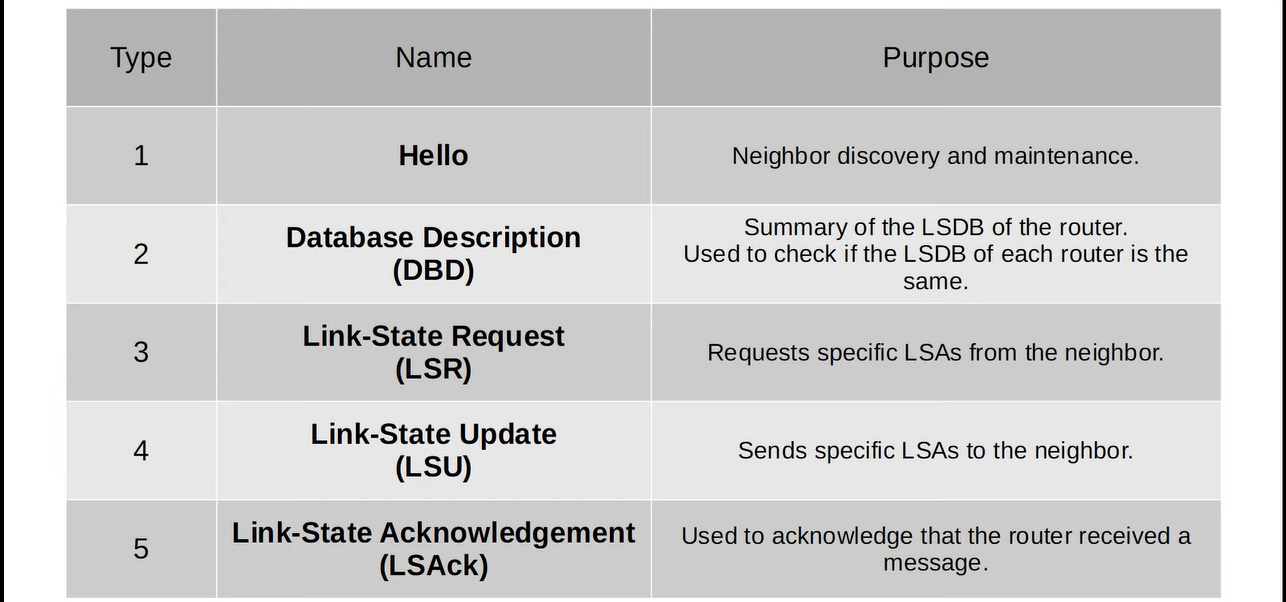 Type
Name
Purpose
1
Hello
Neighbor discovery and maintenance.
2
Database Description
(DBD)
Summary of the LSDB of the router.
Used to check if the LSDB of each router is the
same.
3
Link-State Request
(LSR)
Requests specific LSAs from the neighbor.
4
Link-State Update
(LSU)
Sends specific LSAs to the neighbor.
5
Link-State Acknowledgement
(LSAck)
Used to acknowledge that the router received a
message.